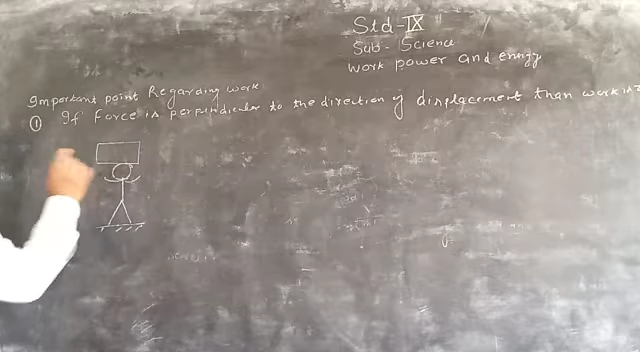 Std-IX
Sub- Science
Work power and energy
Important point Regarding work
① If Force is perpendicular to the direction of displacement than work is